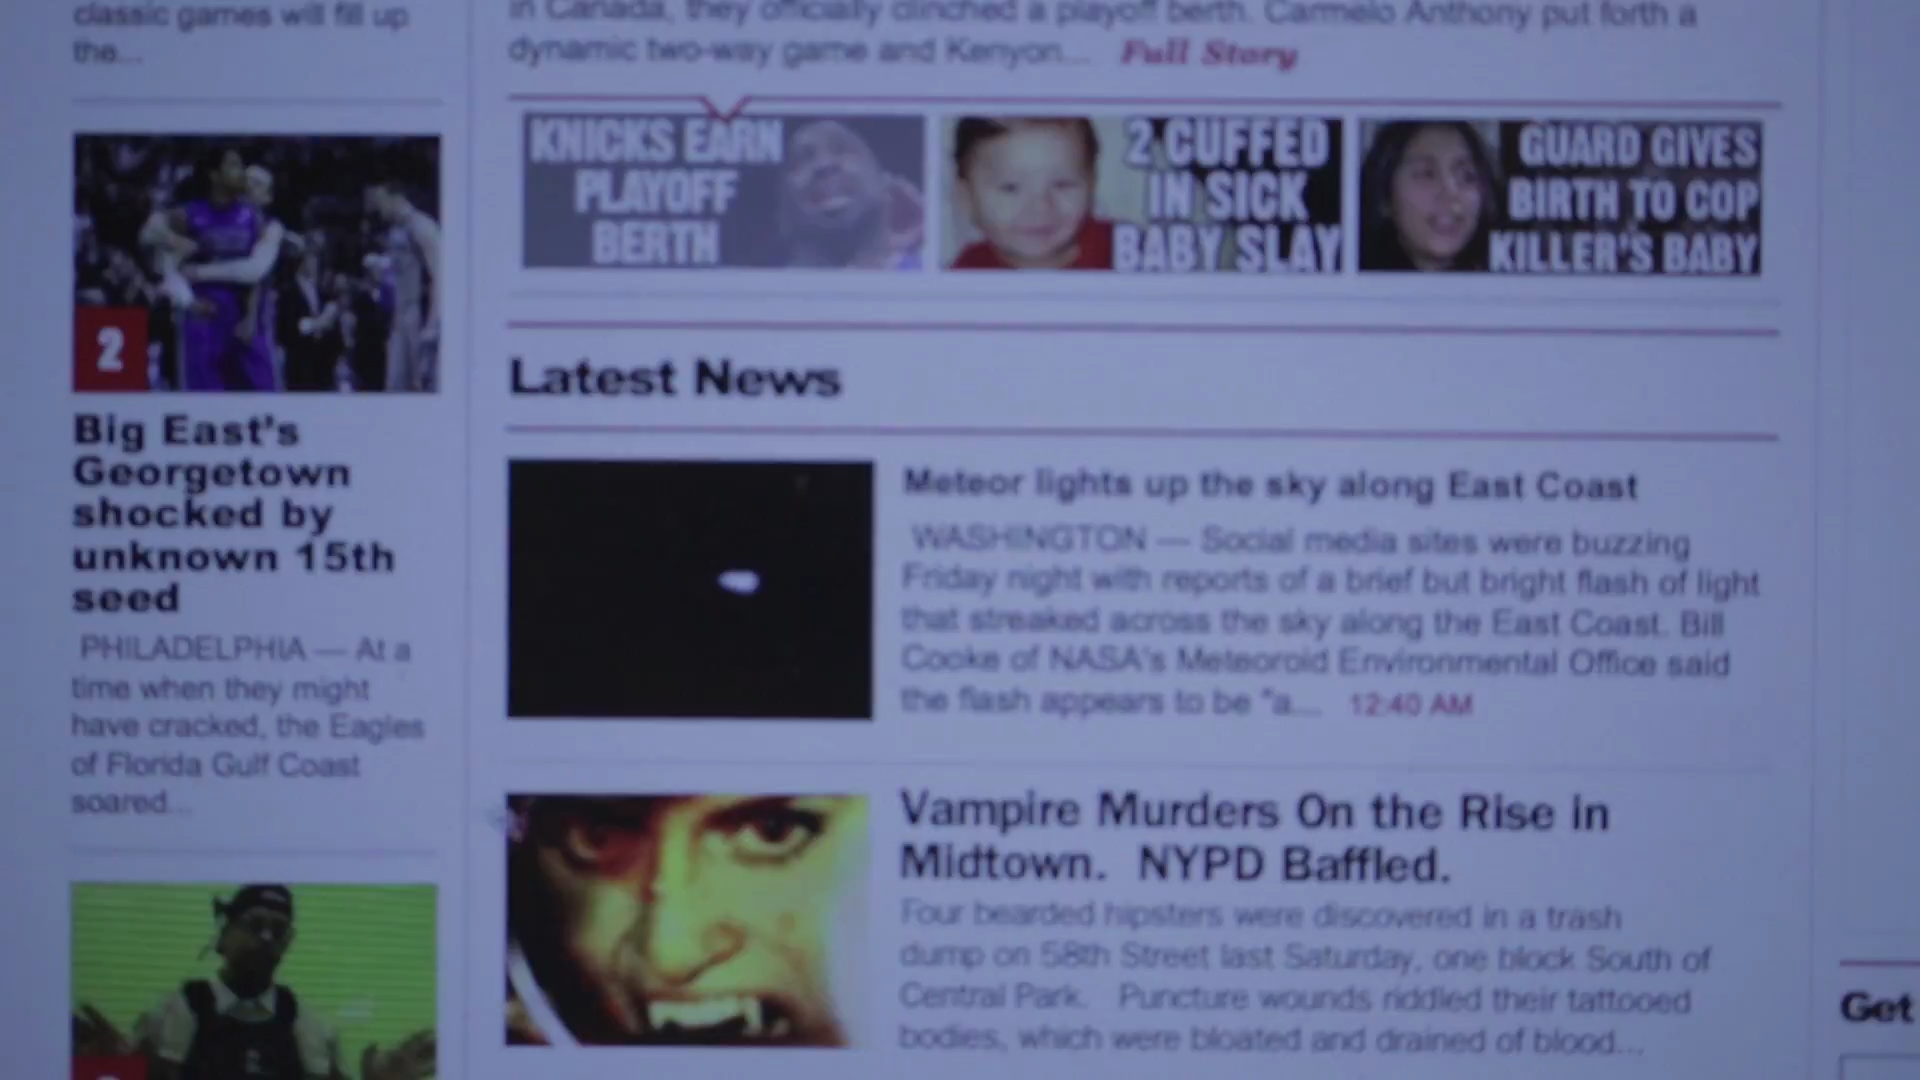 classic games will fill up
the...
2
Big East's
Georgetown
shocked by
unknown 15th
seed
PHILADELPHIA — At a
time when they might
have cracked, the Eagles
of Florida Gulf Coast
soared...
in Canada, they officially clinched a playoff berth. Carmelo Anthony put forth a
dynamic two-way game and Kenyon... Full Story
KNICKS EARN
PLAYOFF
BERTH
2 CUFFED
IN SICK
BABY SLAY
GUARD GIVES
BIRTH TO COP
KILLER'S BABY
Latest News
Meteor lights up the sky along East Coast
WASHINGTON — Social media sites were buzzing
Friday night with reports of a brief but bright flash of light
that streaked across the sky along the East Coast. Bill
Cooke of NASA's Meteoroid Environmental Office said
the flash appears to be "a... 12:40 AM
Vampire Murders On the Rise in
Midtown. NYPD Baffled.
Four bearded hipsters were discovered in a trash
dump on 58th Street last Saturday, one block South of
Central Park. Puncture wounds riddled their tattooed
bodies, which were bloated and drained of blood...
Get